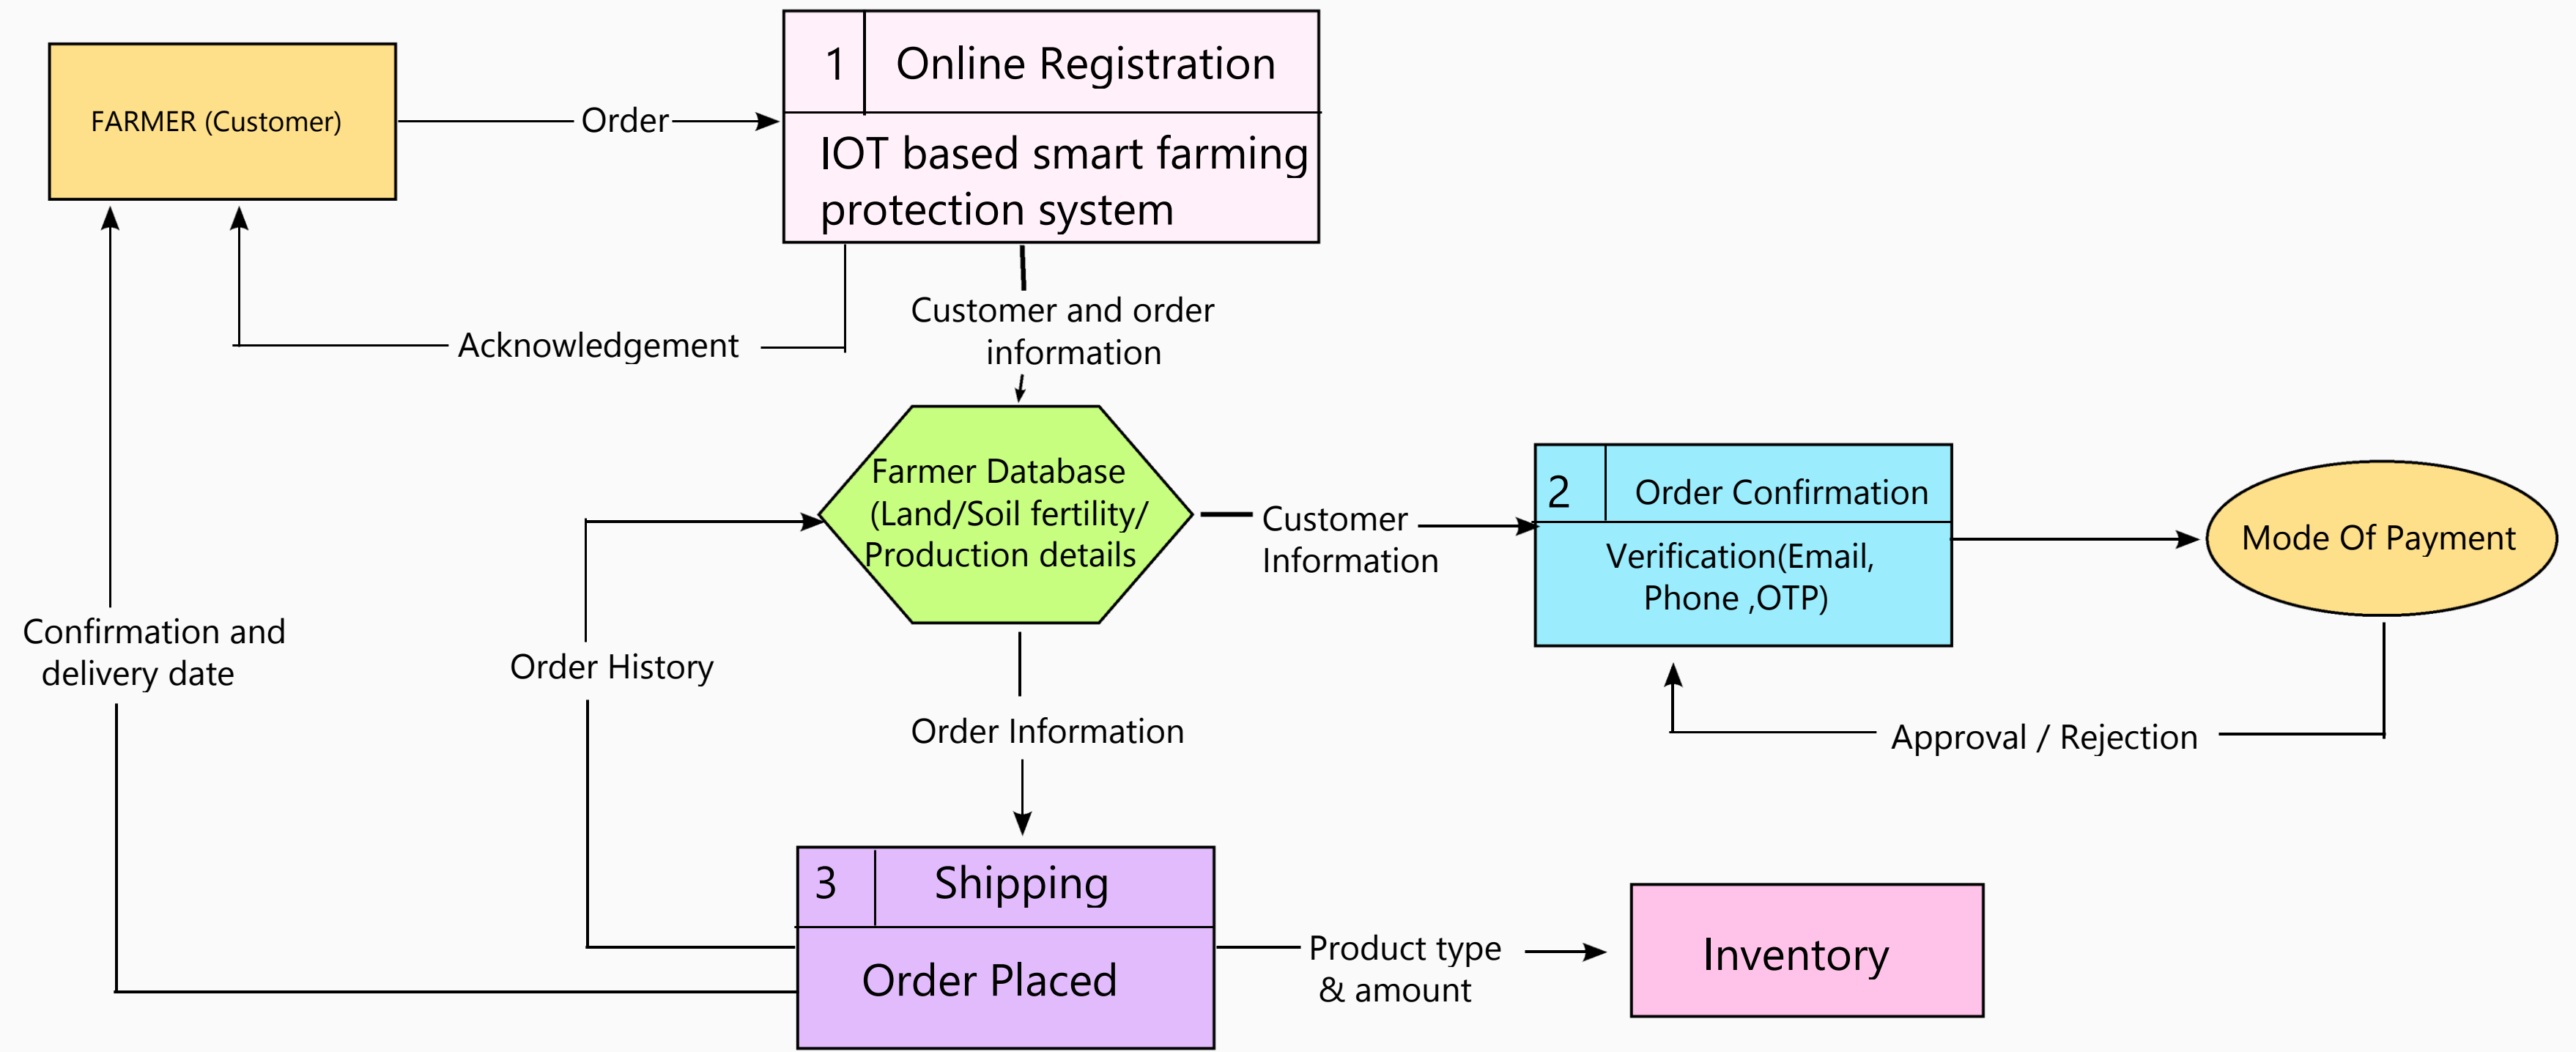 1
Online Registration
FARMER (Customer)
Order
IOT based smart farming
protection system
Customer and order
information
Acknowledgement
Farmer Database
(Land/Soil fertility/
Production details
Customer
Information
2
Order Confirmation
Verification(Email,
Phone ,OTP)
Mode Of Payment
Confirmation and
delivery date
Order History
Order Information
Approval / Rejection
3
Shipping
Order Placed
Product type
& amount
Inventory